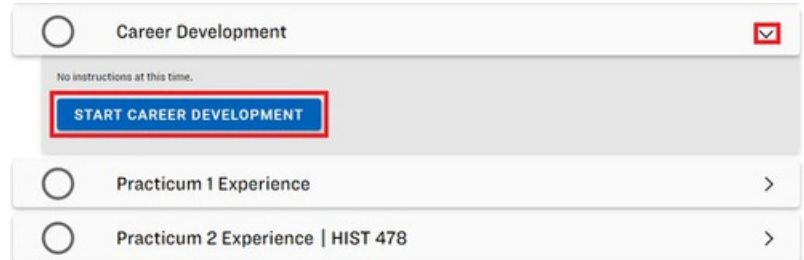 Career Development
No instructions at this time.
START CAREER DEVELOPMENT
Practicum 1 Experience
Practicum 2 Experience | HIST 478